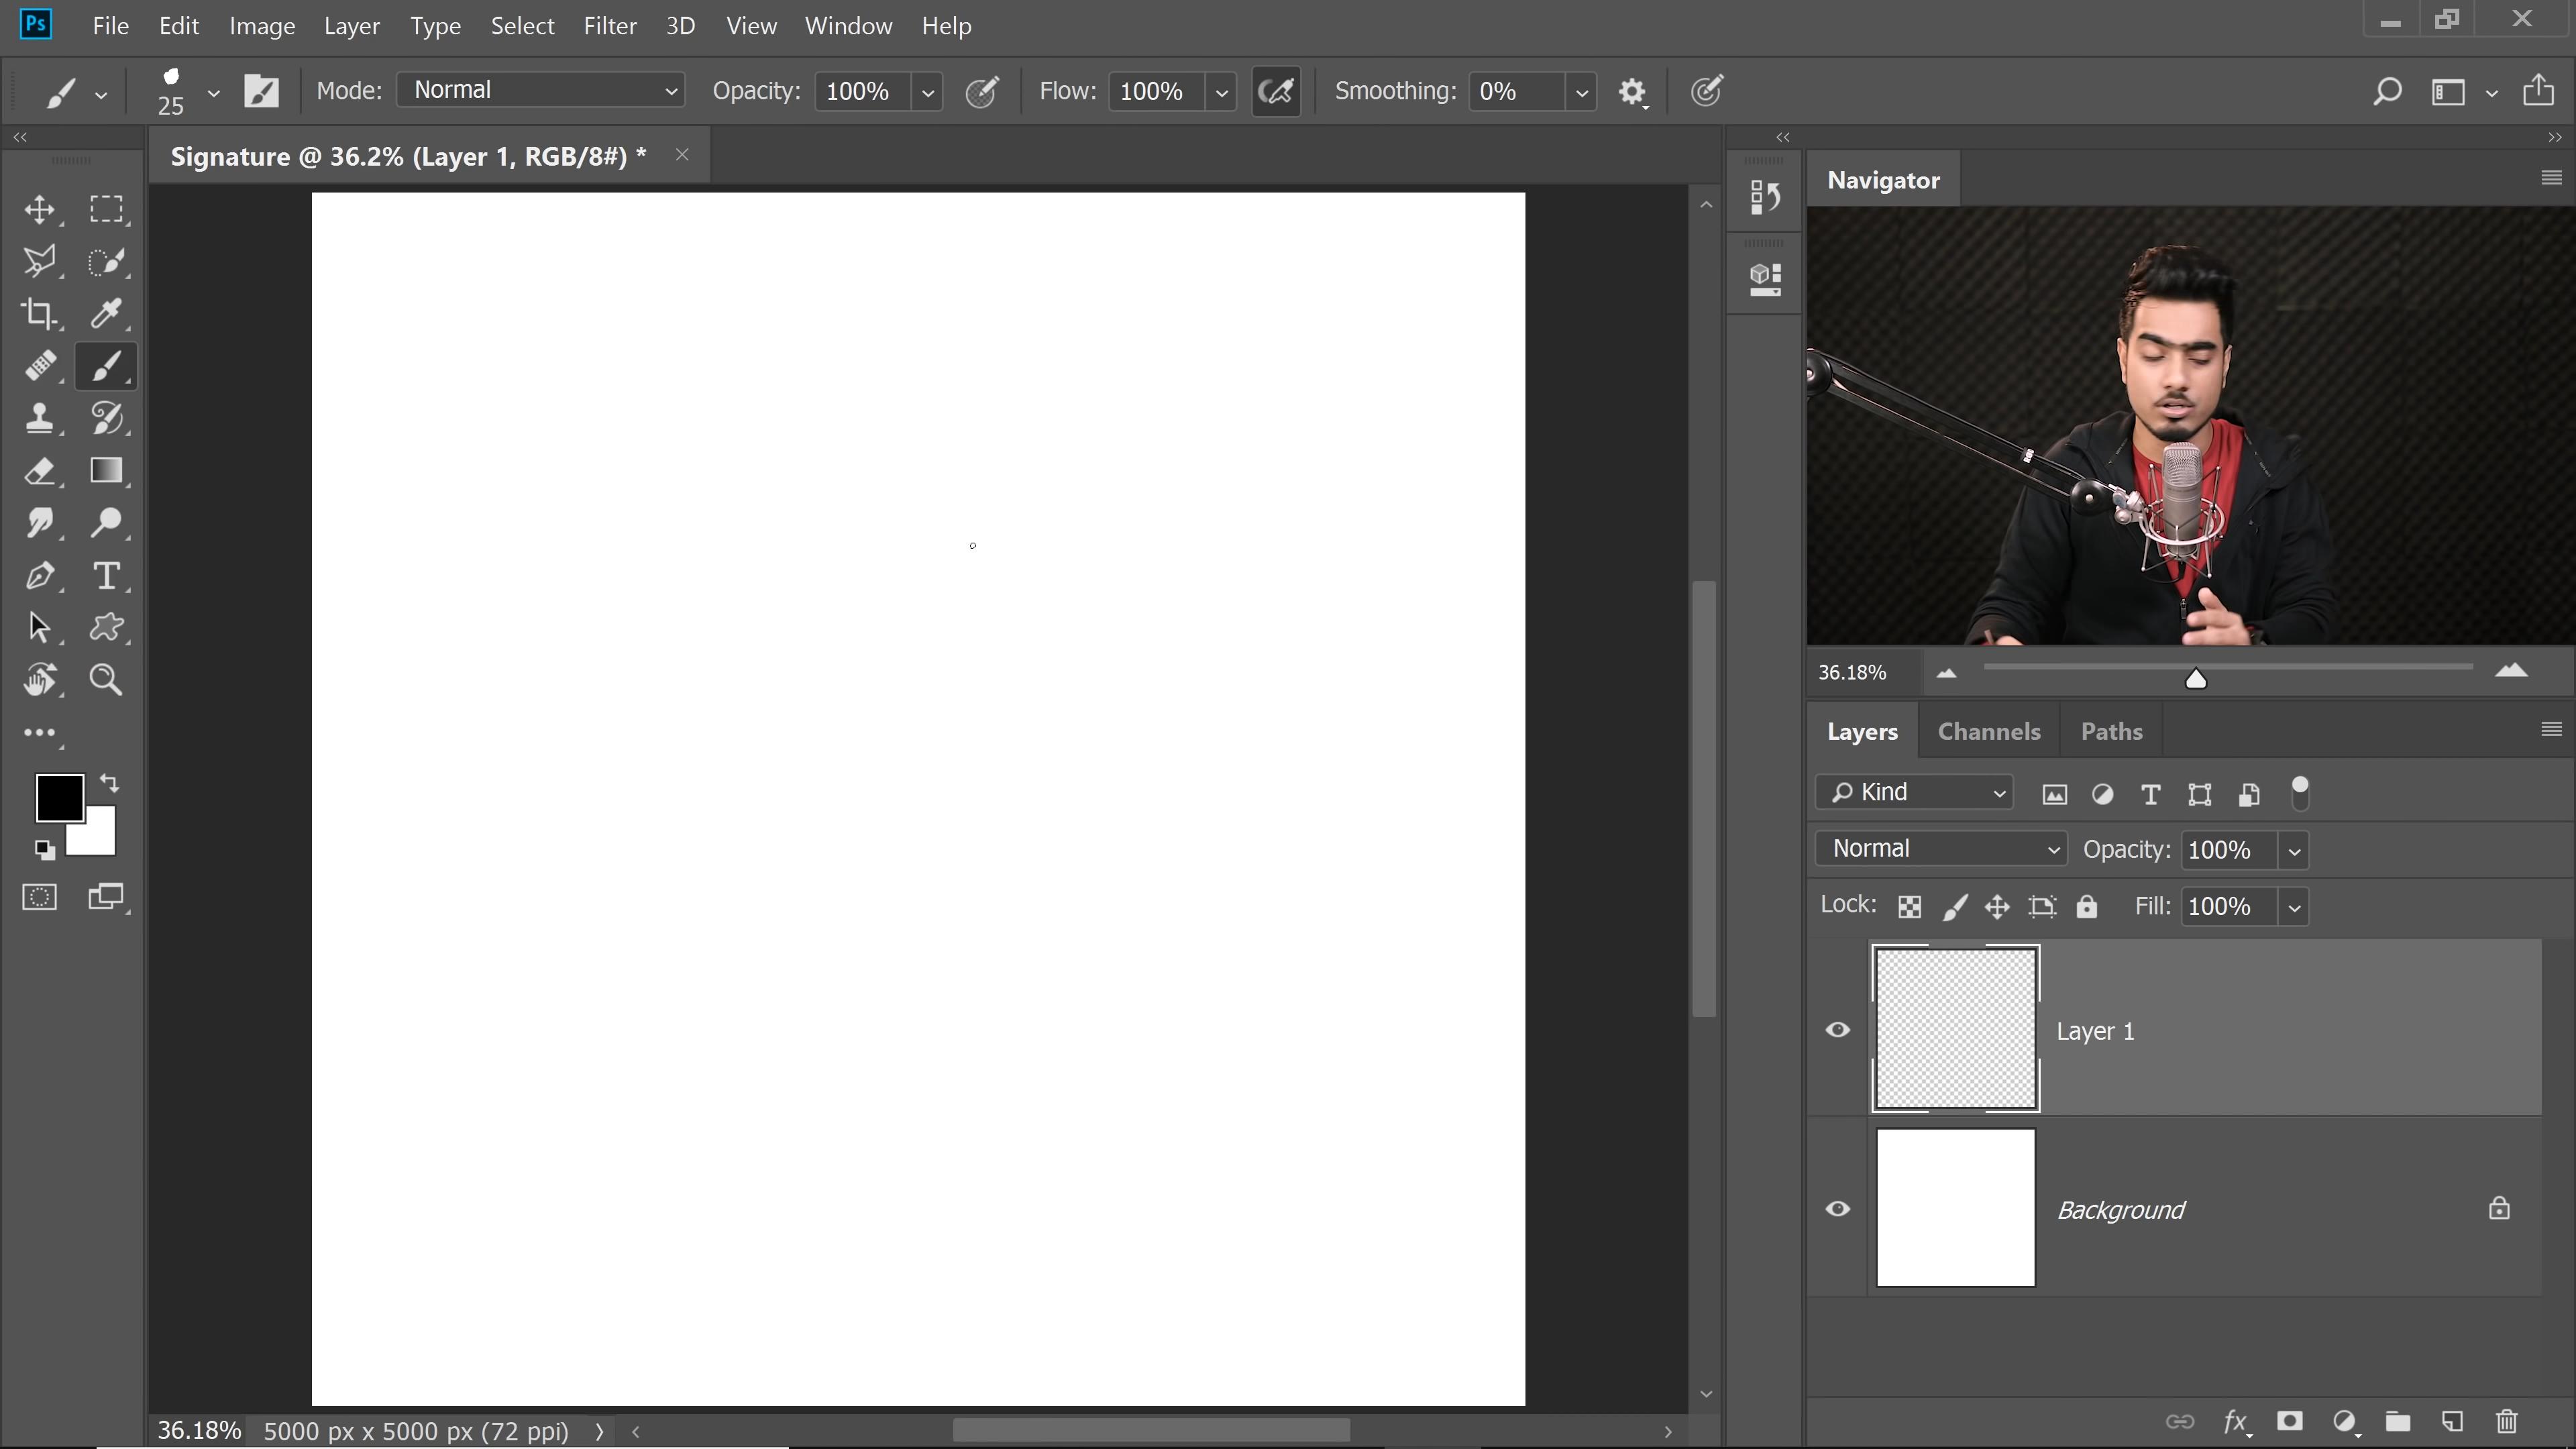 Ps File Edit Image Layer Type Select Filter 3D View Window Help
25 Mode: Normal Opacity: 100% Flow: 100% Smoothing: 0%
Signature @ 36.2% (Layer 1, RGB/8#) *
Navigator
36.18%
Layers Channels Paths
Kind
Normal Opacity: 100%
Lock: Fill: 100%
Layer 1
Background
fx
36.18% 5000 px x 5000 px (72 ppi)